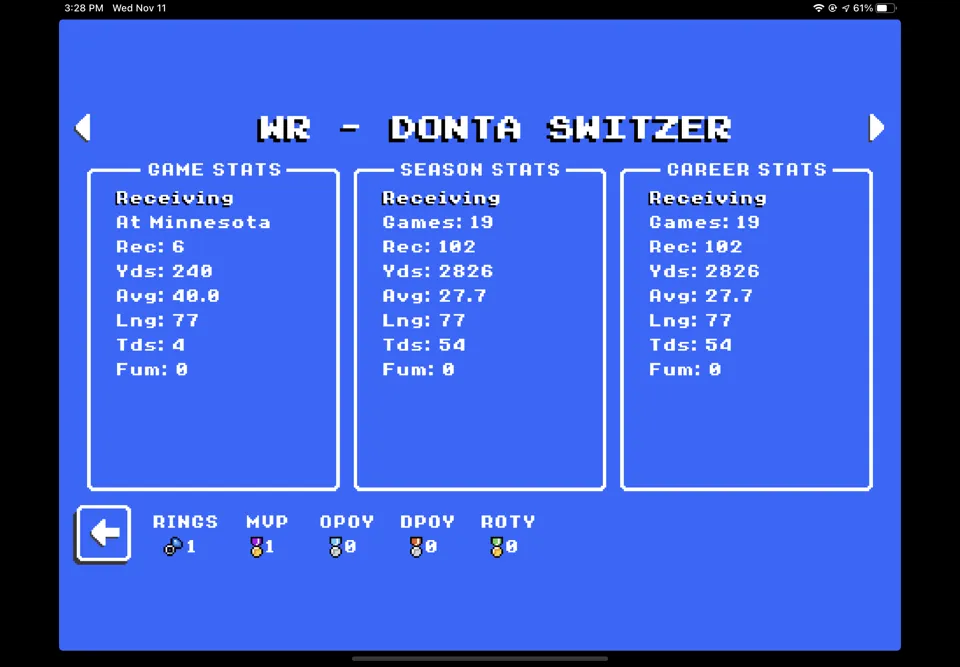 3:28 PM Wed Nov 11
61%
WR - DONTA SWITZER
GAME STATS
Receiving
At Minnesota
Rec: 6
Yds: 240
Avg: 40.0
Lng: 77
Tds: 4
Fum: 0
SEASON STATS
Receiving
Games: 19
Rec: 102
Yds: 2826
Avg: 27.7
Lng: 77
Tds: 54
Fum: 0
CAREER STATS
Receiving
Games: 19
Rec: 102
Yds: 2826
Avg: 27.7
Lng: 77
Tds: 54
Fum: 0
RINGS MVP OPOY DPOY ROTY
1 1 0 0 0